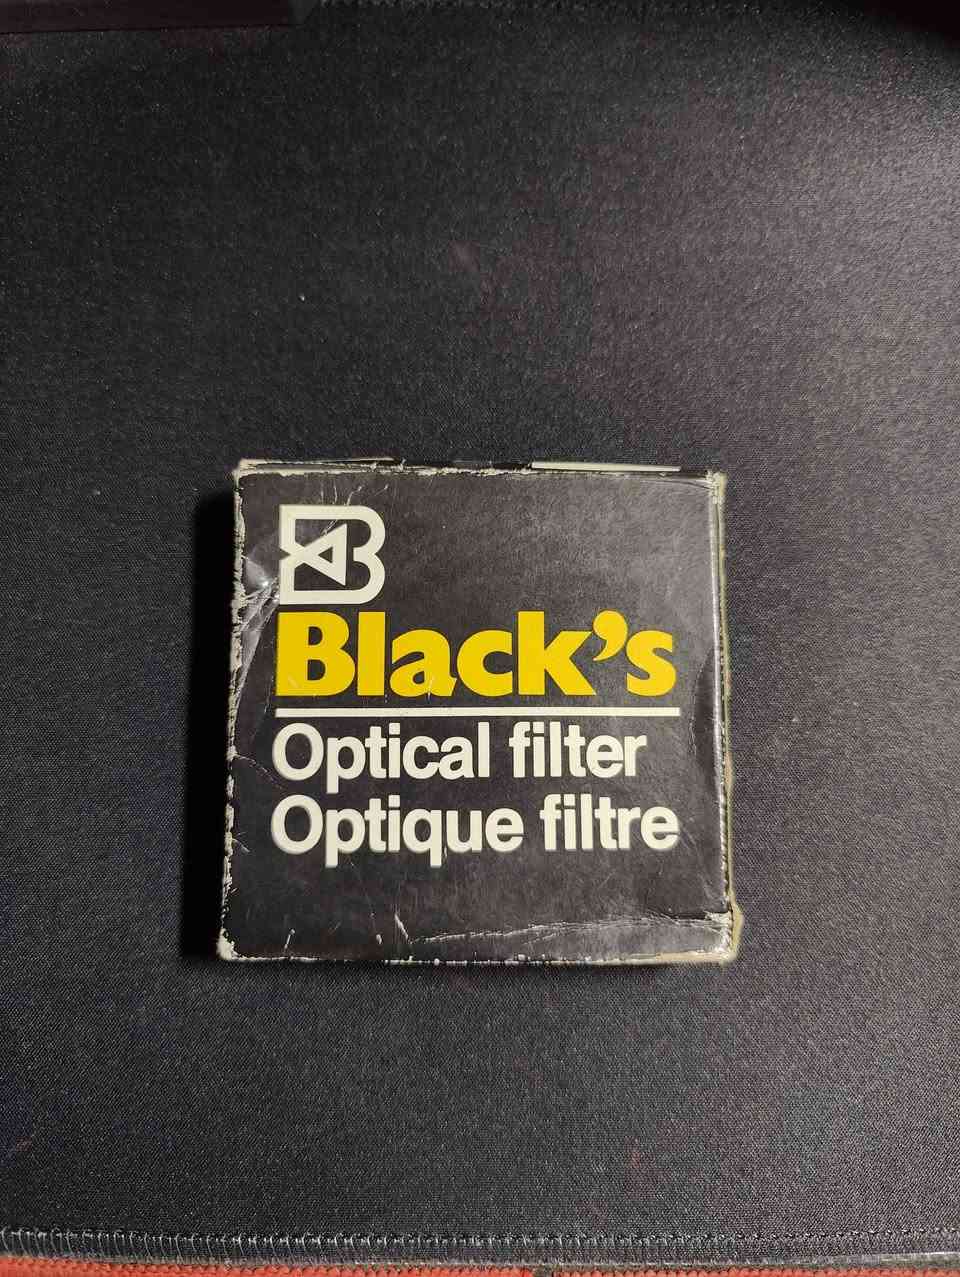 B
Black's
Optical filter
Optique filtre